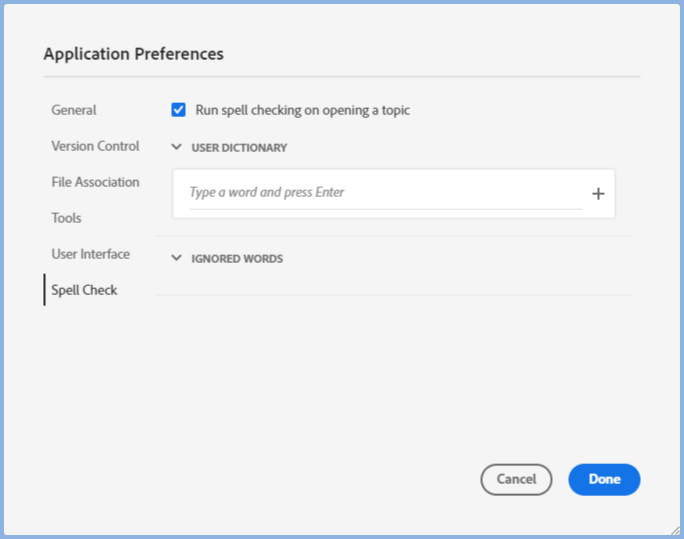 Application Preferences
General
Version Control
File Association
Tools
User Interface
Spell Check
Run spell checking on opening a topic
USER DICTIONARY
Type a word and press Enter
IGNORED WORDS
Cancel
Done